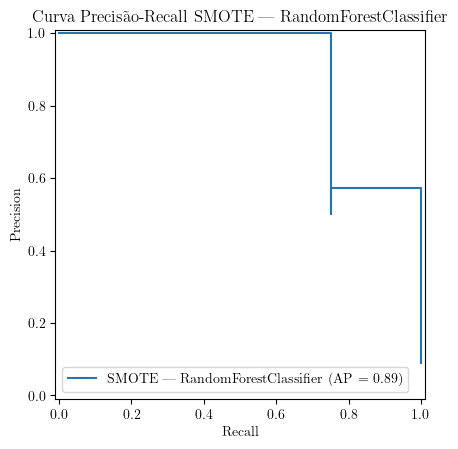 Curva Precisão-Recall SMOTE — RandomForestClassifier
1.0
0.8
0.6
0.4
0.2
0.0
Precision
SMOTE — RandomForestClassifier (AP = 0.89)
0.0 0.2 0.4 0.6 0.8 1.0
Recall